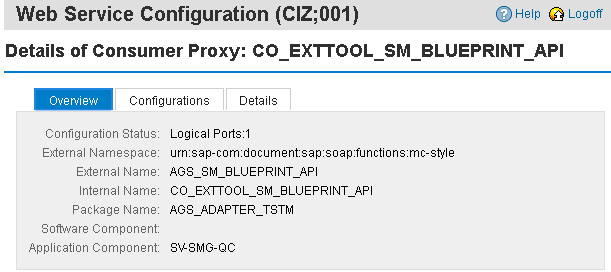 Web Service Configuration (CIZ;001) Help Logoff
Details of Consumer Proxy: CO_EXTTOOL_SM_BLUEPRINT_API
Overview Configurations Details
Configuration Status: Logical Ports:1
External Namespace: urn:sap-com:document:sap:soap:functions:mc-style
External Name: AGS_SM_BLUEPRINT_API
Internal Name: CO_EXTTOOL_SM_BLUEPRINT_API
Package Name: AGS_ADAPTER_TSTM
Software Component:
Application Component: SV-SMG-QC